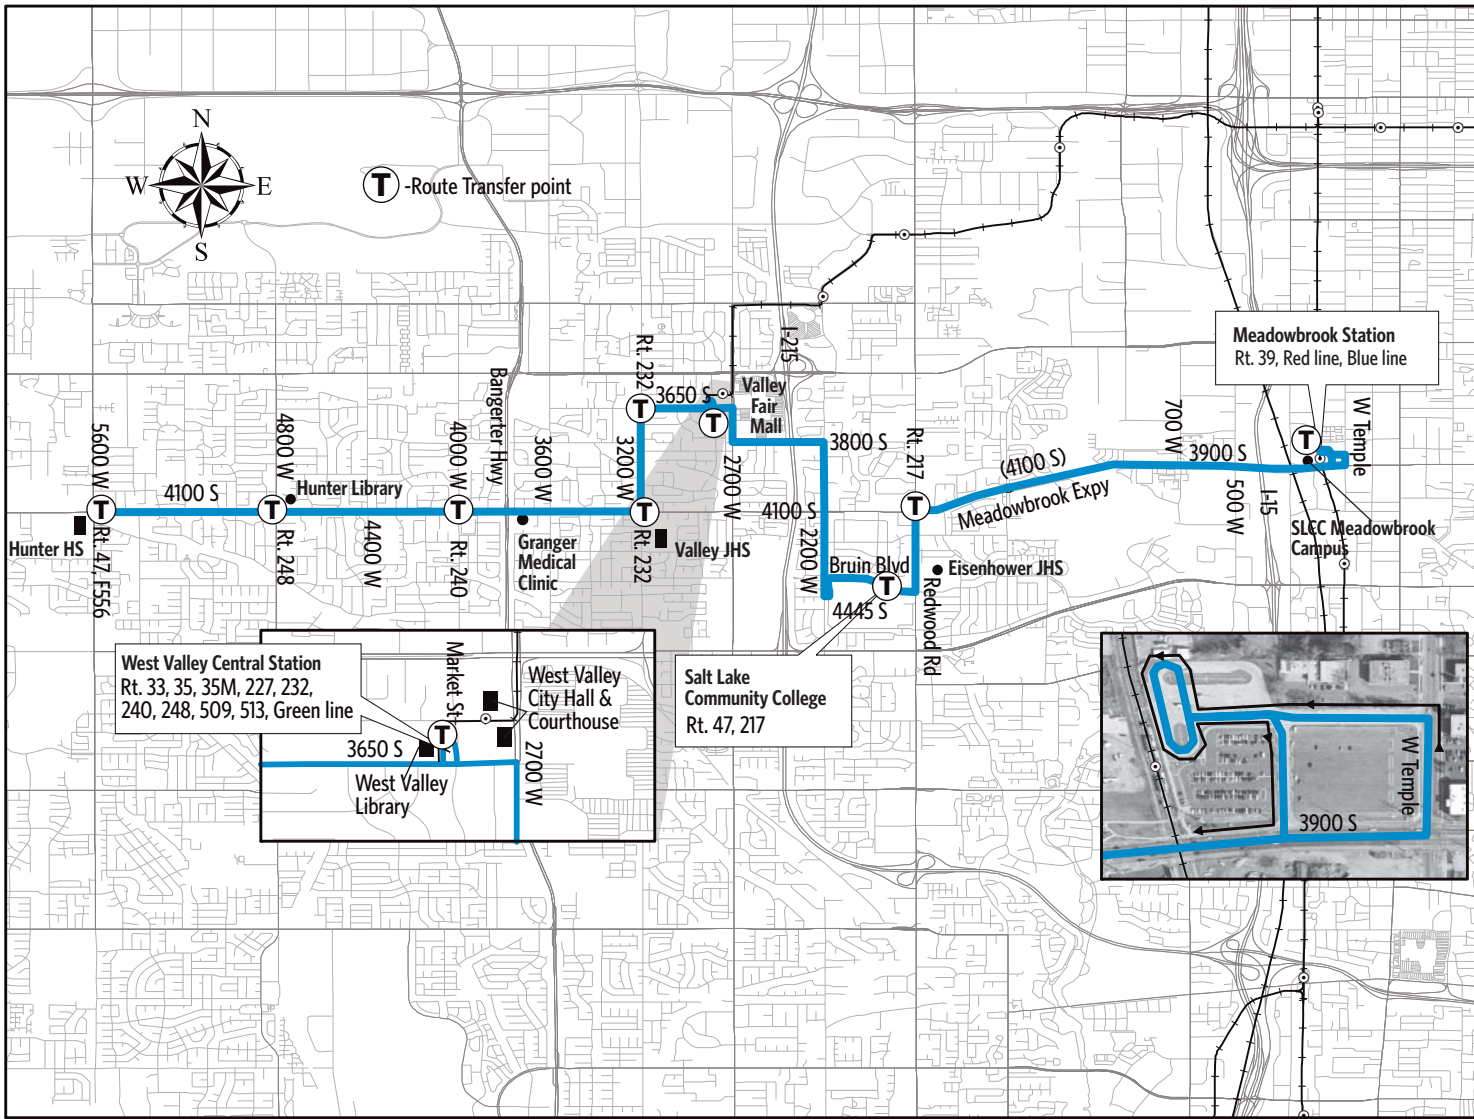 N
W
E
S
T
-Route Transfer point
Meadowbrook Station
Rt. 39, Red line, Blue line
I-215
Rt. 232
3650 S
Valley
Fair
Mall
T
T
Bangerter Hwy
5600 W
4800 W
4000 W
3600 W
3200 W
2700 W
3800 S
Rt. 217
(4100 S)
Meadowbrook Expy
700 W
3900 S
500 W
I-15
T
W Temple
SLCC Meadowbrook
Campus
4100 S
Hunter Library
T
T
T
T
T
4100 S
Hunter HS
Rt. 47, F556
Rt. 248
4400 W
Rt. 240
Granger
Medical
Clinic
Rt. 232
Valley JHS
2200 W
Bruin Blvd
T
4445 S
Eisenhower JHS
Redwood Rd
West Valley Central Station
Rt. 33, 35, 35M, 227, 232,
240, 248, 509, 513, Green line
Market St
West Valley
City Hall &
Courthouse
T
3650 S
West Valley
Library
2700 W
Salt Lake
Community College
Rt. 47, 217
W Temple
3900 S